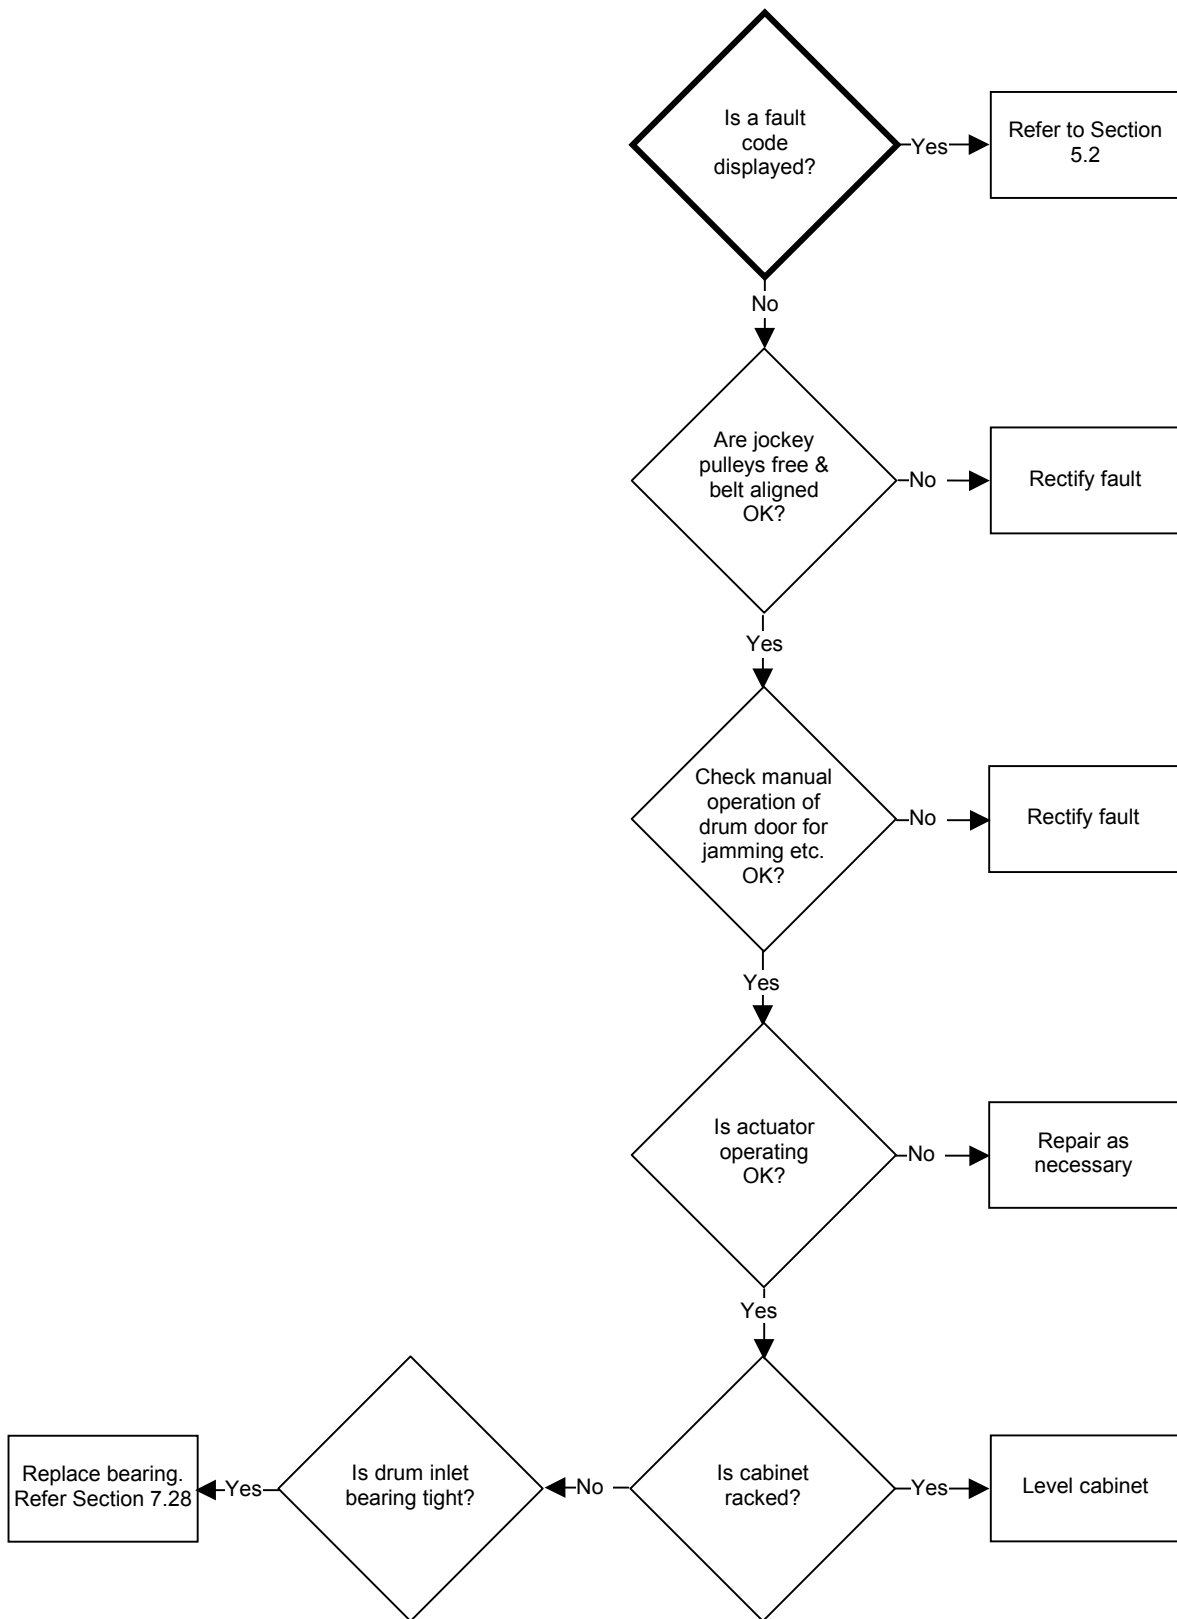 Is a fault
code
displayed?
Yes
Refer to Section
5.2
No
Are jockey
pulleys free &
belt aligned
OK?
No
Rectify fault
Yes
Check manual
operation of
drum door for
jamming etc.
OK?
No
Rectify fault
Yes
Is actuator
operating
OK?
No
Repair as
necessary
Yes
Is cabinet
racked?
Yes
Level cabinet
No
Is drum inlet
bearing tight?
Yes
Replace bearing.
Refer Section 7.28